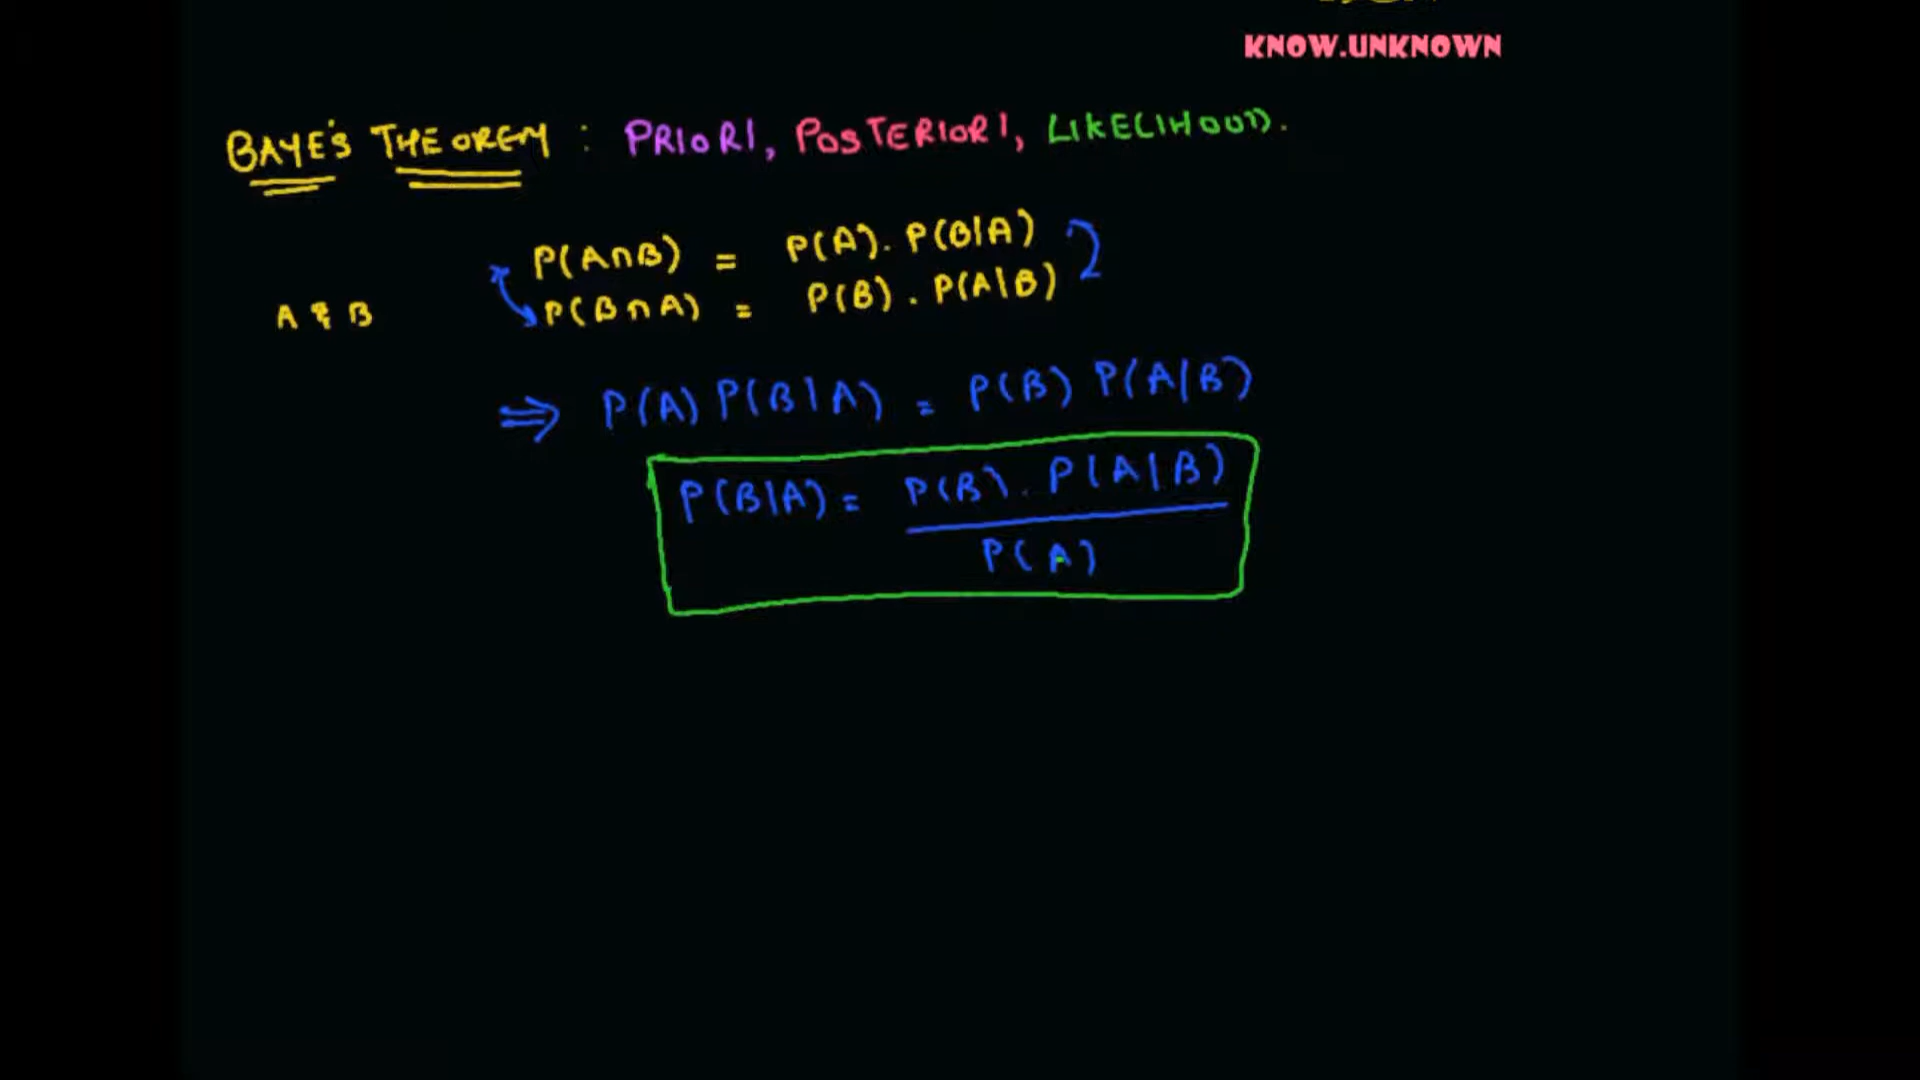 KNOW.UNKNOWN
BAYE'S THEOREM : PRIORI, POSTERIORI, LIKELIHOOD.
P(A∩B) = P(A). P(B|A)
A & B
P(B∩A) = P(B) . P(A|B)
⇒ P(A) P(B|A) = P(B) P(A|B)
P(B|A) = P(B). P(A|B)
P(A)